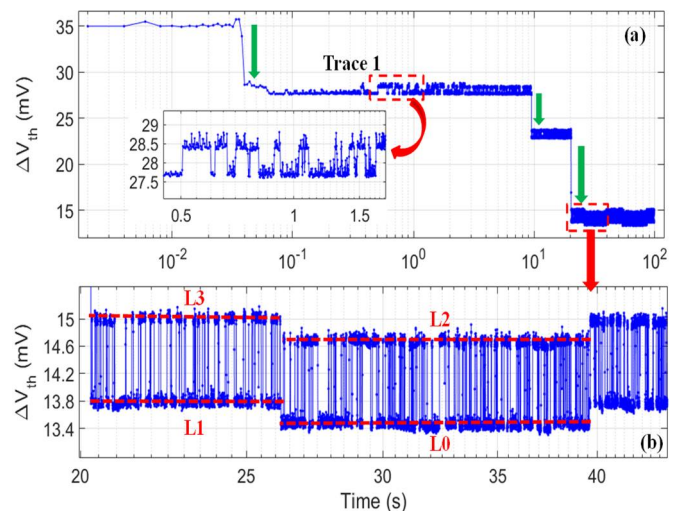 (a)
ΔVth (mV)
35
30
25
20
15
Trace 1
29
28.5
28
27.5
0.5
1
1.5
10^-2
10^-1
10^0
10^1
10^2
(b)
ΔVth (mV)
15
14.6
14.2
13.8
13.4
L3
L2
L1
L0
20
25
30
35
40
Time (s)